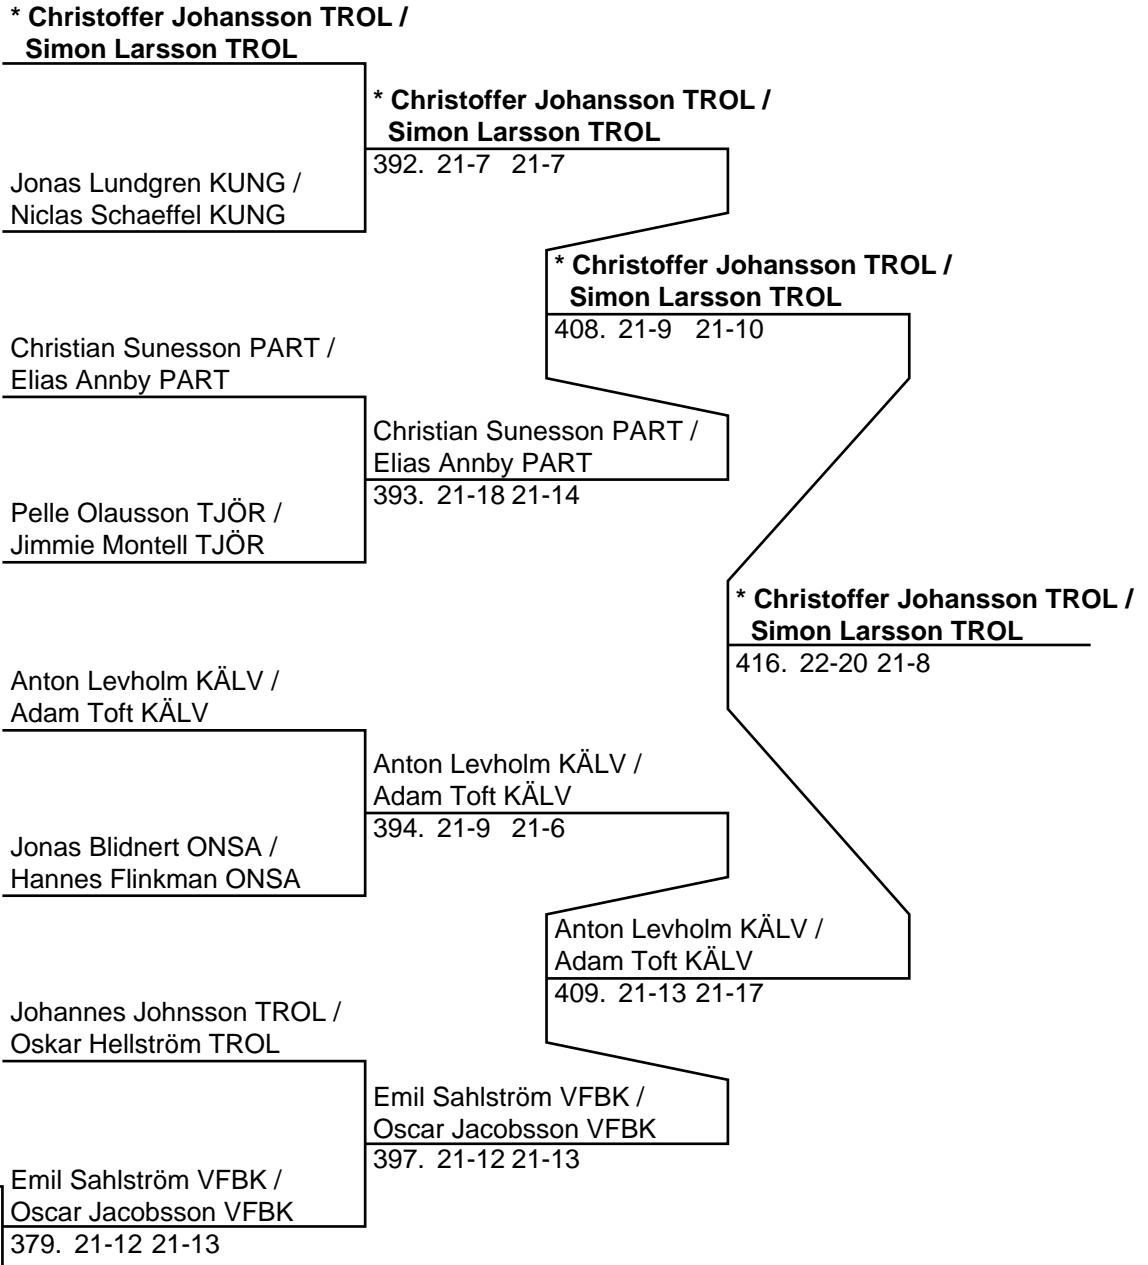 * Christoffer Johansson TROL /
Simon Larsson TROL
* Christoffer Johansson TROL /
Simon Larsson TROL
392. 21-7 21-7
Jonas Lundgren KUNG /
Niclas Schaeffel KUNG
* Christoffer Johansson TROL /
Simon Larsson TROL
408. 21-9 21-10
Christian Sunesson PART /
Elias Annby PART
Christian Sunesson PART /
Elias Annby PART
393. 21-18 21-14
Pelle Olausson TJÖR /
Jimmie Montell TJÖR
* Christoffer Johansson TROL /
Simon Larsson TROL
416. 22-20 21-8
Anton Levholm KÄLV /
Adam Toft KÄLV
Anton Levholm KÄLV /
Adam Toft KÄLV
394. 21-9 21-6
Jonas Blidnert ONSA /
Hannes Flinkman ONSA
Anton Levholm KÄLV /
Adam Toft KÄLV
409. 21-13 21-17
Johannes Johnsson TROL /
Oskar Hellström TROL
Emil Sahlström VFBK /
Oscar Jacobsson VFBK
397. 21-12 21-13
Emil Sahlström VFBK /
Oscar Jacobsson VFBK
379. 21-12 21-13